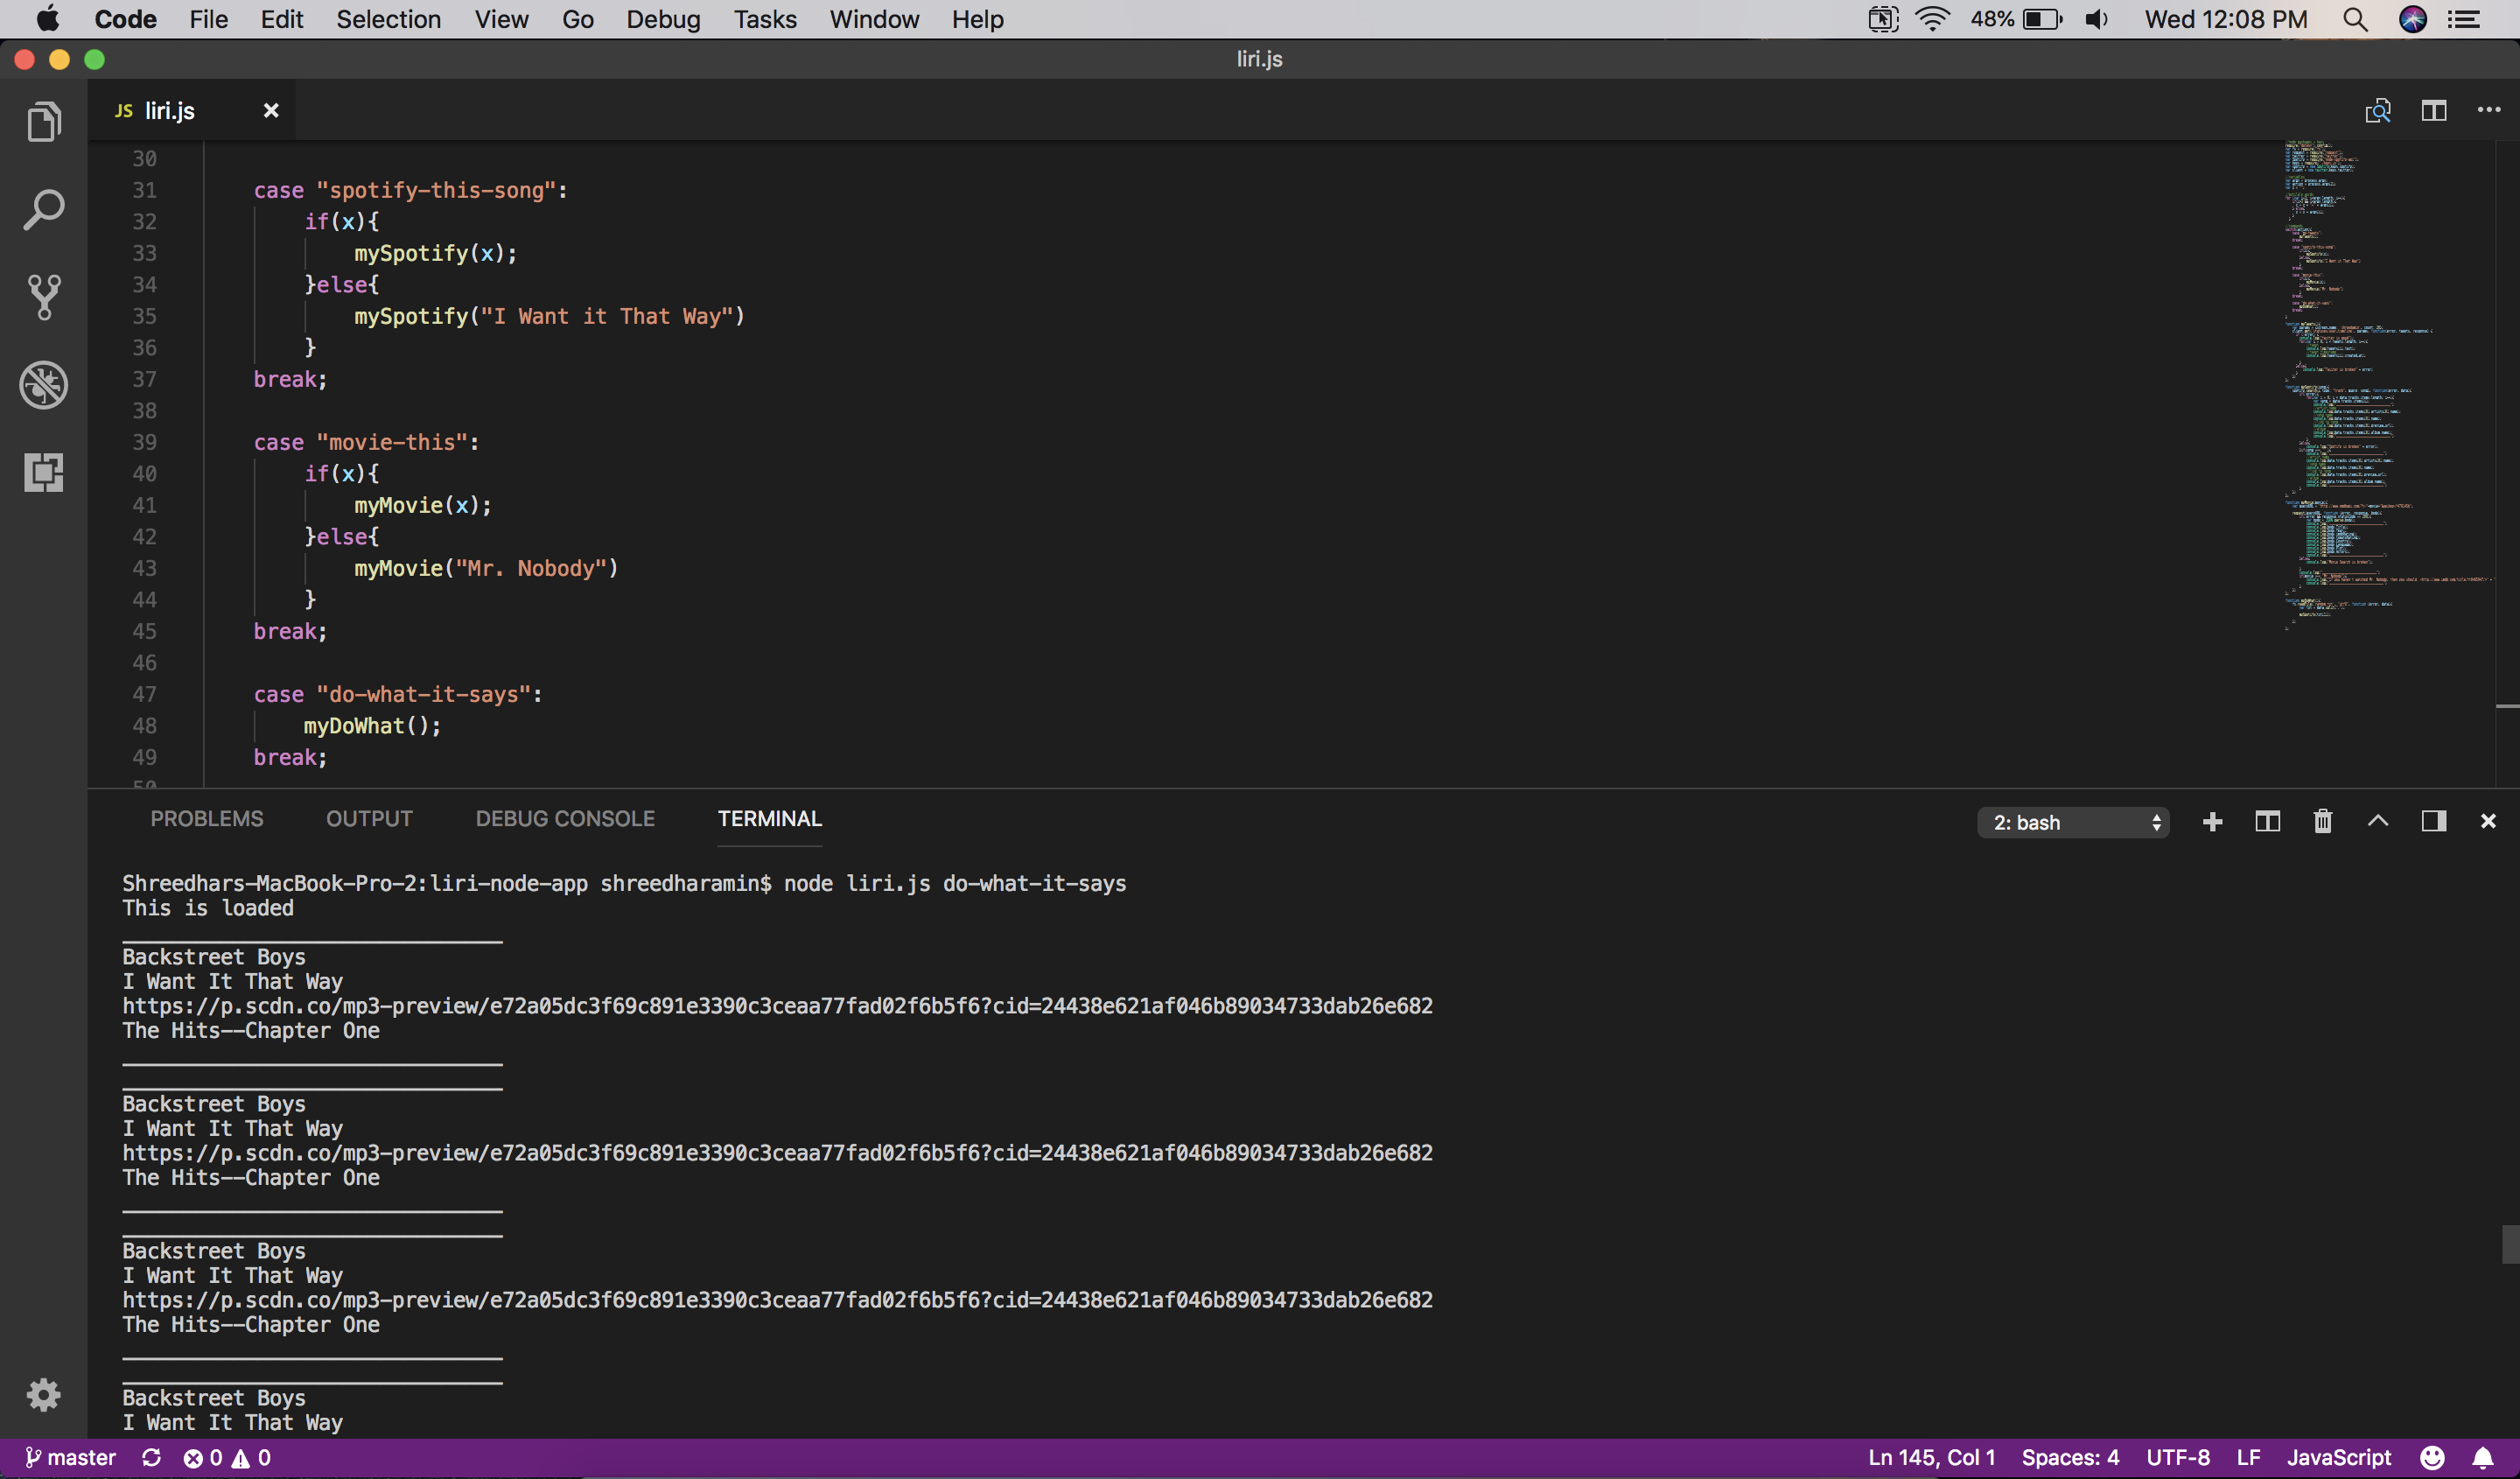 Code File Edit Selection View Go Debug Tasks Window Help 48% Wed 12:08 PM
liri.js
JS liri.js
30
31 case "spotify-this-song":
32 if(x){
33 mySpotify(x);
34 }else{
35 mySpotify("I Want it That Way")
36 }
37 break;
38
39 case "movie-this":
40 if(x){
41 myMovie(x);
42 }else{
43 myMovie("Mr. Nobody")
44 }
45 break;
46
47 case "do-what-it-says":
48 myDoWhat();
49 break;
50
PROBLEMS OUTPUT DEBUG CONSOLE TERMINAL 2: bash
Shreedhars-MacBook-Pro-2:liri-node-app shreedharamin$ node liri.js do-what-it-says
This is loaded
_______________________________
Backstreet Boys
I Want It That Way
https://p.scdn.co/mp3-preview/e72a05dc3f69c891e3390c3ceaa77fad02f6b5f6?cid=24438e621af046b89034733dab26e682
The Hits--Chapter One
_______________________________
_______________________________
Backstreet Boys
I Want It That Way
https://p.scdn.co/mp3-preview/e72a05dc3f69c891e3390c3ceaa77fad02f6b5f6?cid=24438e621af046b89034733dab26e682
The Hits--Chapter One
_______________________________
_______________________________
Backstreet Boys
I Want It That Way
https://p.scdn.co/mp3-preview/e72a05dc3f69c891e3390c3ceaa77fad02f6b5f6?cid=24438e621af046b89034733dab26e682
The Hits--Chapter One
_______________________________
_______________________________
Backstreet Boys
I Want It That Way
master 0 0 Ln 145, Col 1 Spaces: 4 UTF-8 LF JavaScript